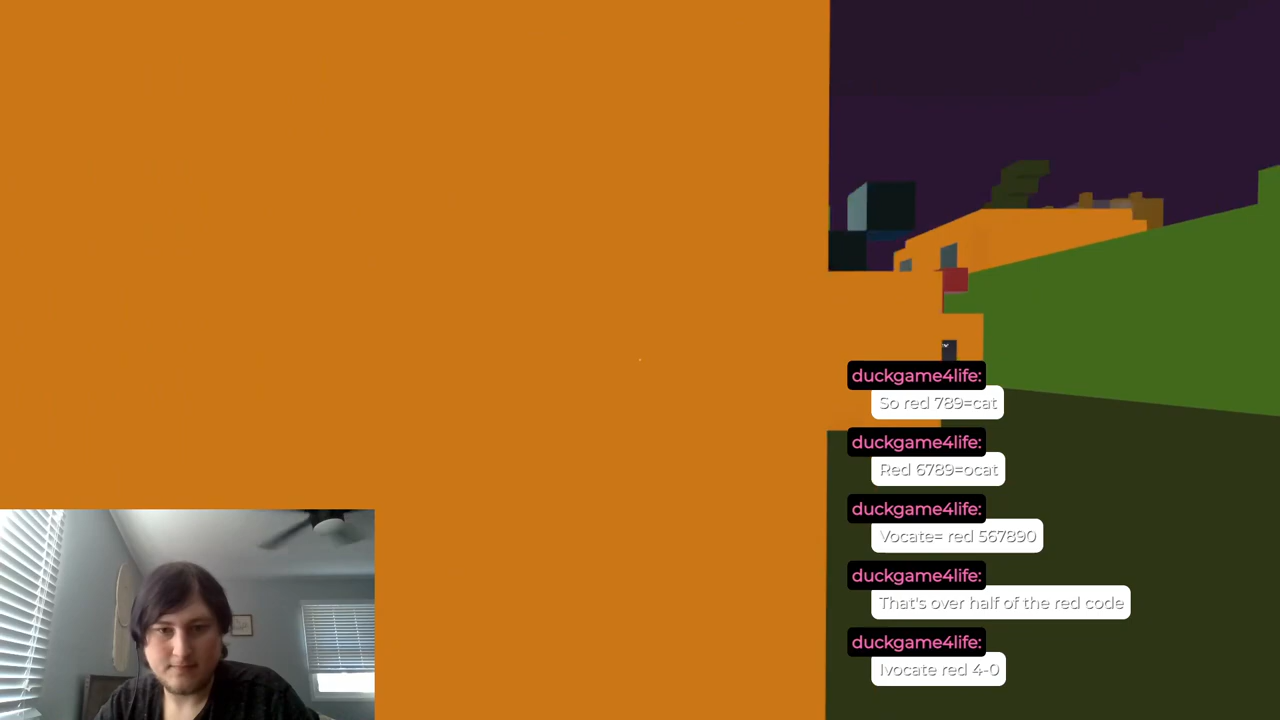 duckgame4life:
So red 789=cat
duckgame4life:
Red 6789=ocat
duckgame4life:
Vocate= red 567890
duckgame4life:
That's over half of the red code
duckgame4life:
Ivocate red 4-0